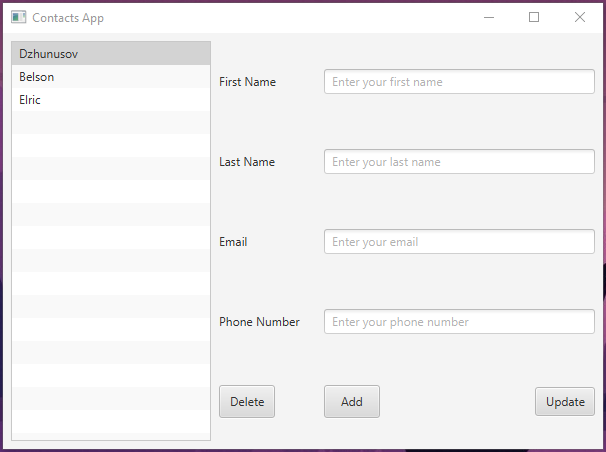 Contacts App
Dzhunusov
Belson
Elric
First Name
Enter your first name
Last Name
Enter your last name
Email
Enter your email
Phone Number
Enter your phone number
Delete
Add
Update